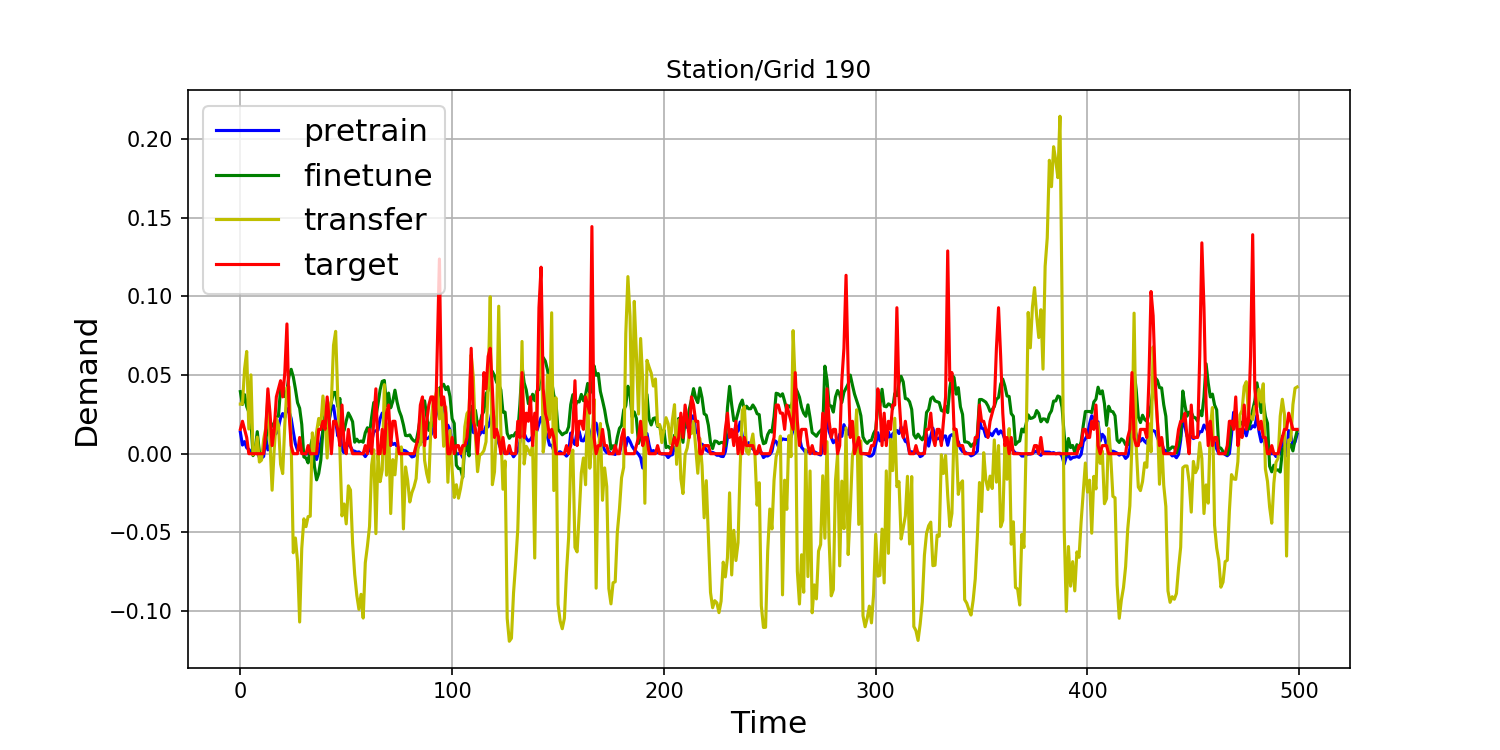 Station/Grid 190
pretrain
finetune
transfer
target
0.20
0.15
0.10
0.05
0.00
−0.05
−0.10
Demand
0 100 200 300 400 500
Time